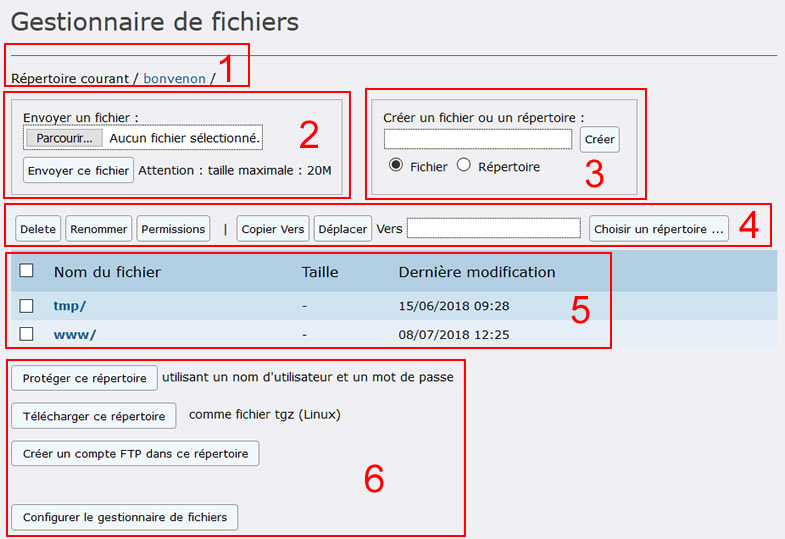 Gestionnaire de fichiers
1
Répertoire courant / bonvenon /
Envoyer un fichier :
Parcourir... Aucun fichier sélectionné.
2
Envoyer ce fichier Attention : taille maximale : 20M
Créer un fichier ou un répertoire :
Créer
Fichier Répertoire
3
Delete Renommer Permissions | Copier Vers Déplacer Vers Choisir un répertoire ...
4
Nom du fichier Taille Dernière modification
tmp/ - 15/06/2018 09:28
5
www/ - 08/07/2018 12:25
Protéger ce répertoire utilisant un nom d'utilisateur et un mot de passe
Télécharger ce répertoire comme fichier tgz (Linux)
Créer un compte FTP dans ce répertoire
6
Configurer le gestionnaire de fichiers